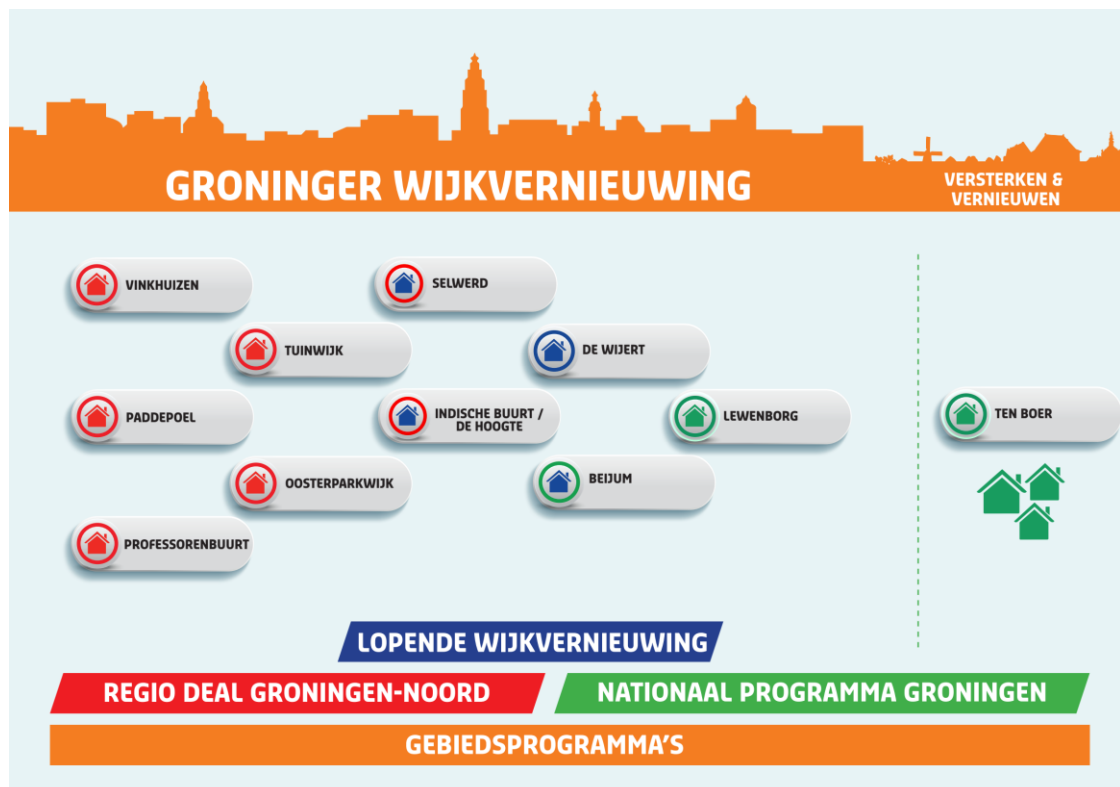 GRONINGER WIJKVERNIEUWING
VERSTERKEN &
VERNIEUWEN
VINKHUIZEN
SELWERD
TUINWIJK
DE WIJERT
PADDEPOEL
INDISCHE BUURT /
DE HOOGTE
LEWENBORG
TEN BOER
OOSTERPARKWIJK
BEIJUM
PROFESSORENBUURT
LOPENDE WIJKVERNIEUWING
REGIO DEAL GRONINGEN-NOORD
NATIONAAL PROGRAMMA GRONINGEN
GEBIEDSPROGRAMMA'S